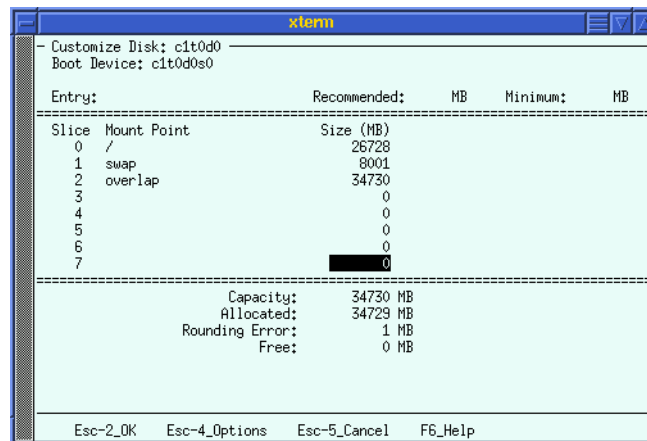 xterm
Customize Disk: c1t0d0
Boot Device: c1t0d0s0
Entry: Recommended: MB Minimum: MB
Slice Mount Point Size (MB)
0 / 26728
1 swap 8001
2 overlap 34730
3 0
4 0
5 0
6 0
7 0
Capacity: 34730 MB
Allocated: 34729 MB
Rounding Error: 1 MB
Free: 0 MB
Esc-2_OK Esc-4_Options Esc-5_Cancel F6_Help